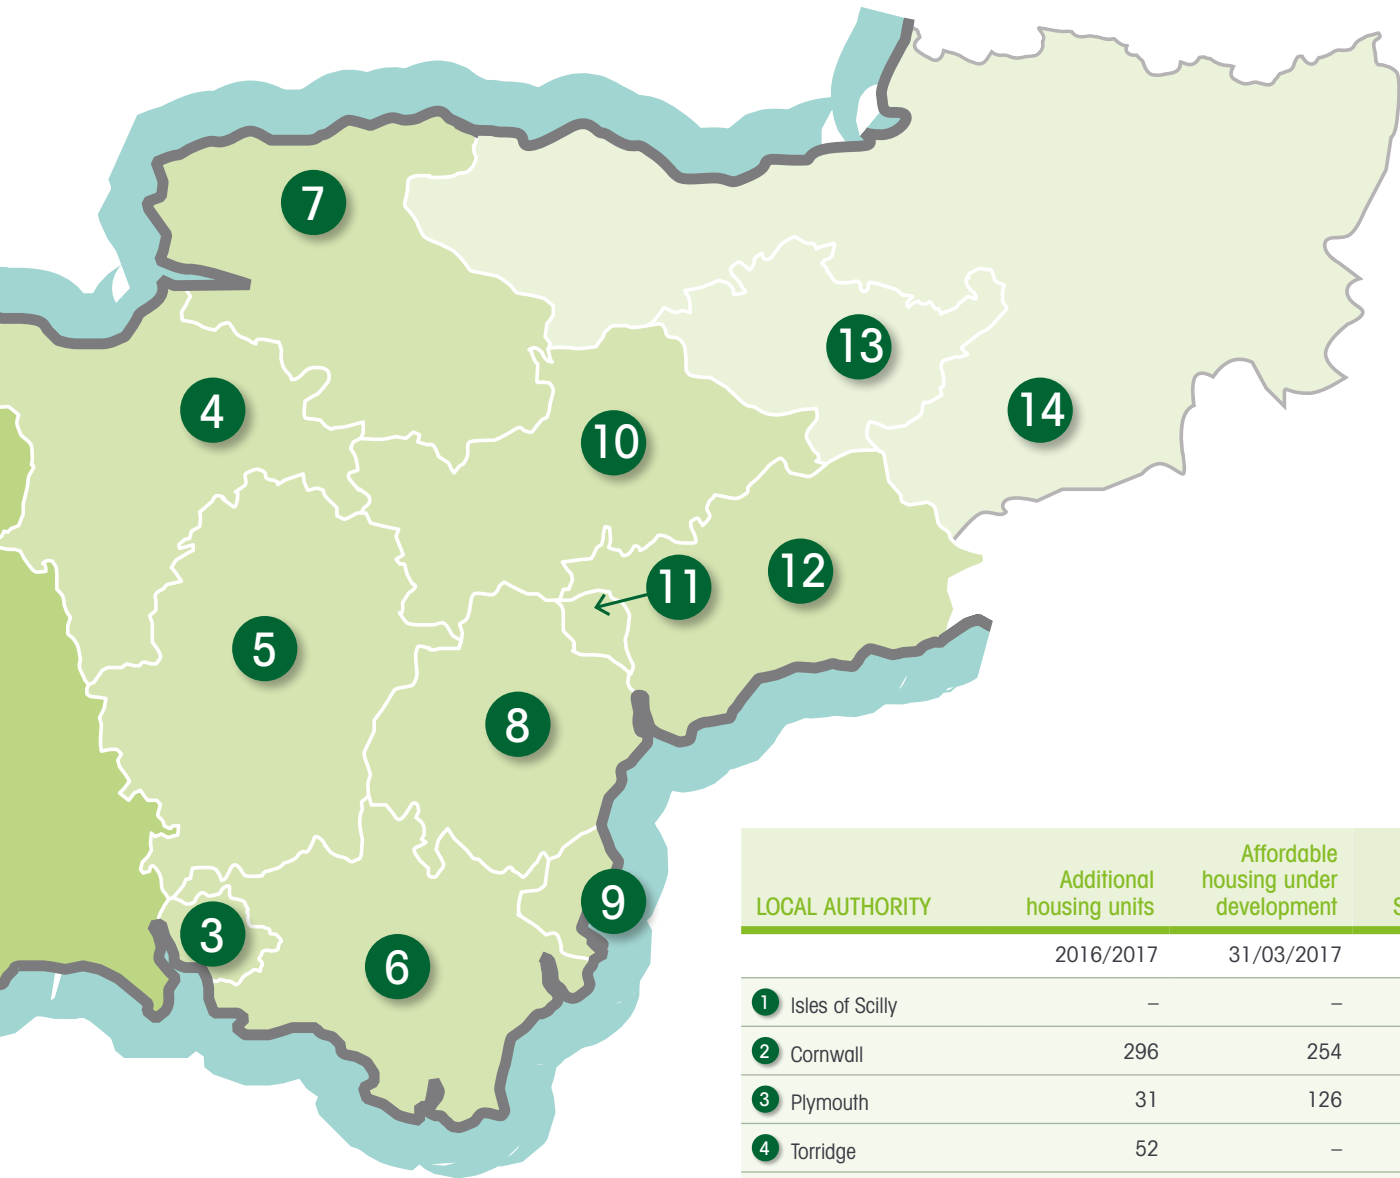 7
13
4
14
10
12
11
5
8
9
3
6
LOCAL AUTHORITY
Additional
housing units
Affordable
housing under
development
S
2016/2017 31/03/2017
1 Isles of Scilly – –
2 Cornwall 296 254
3 Plymouth 31 126
4 Torridge 52 –